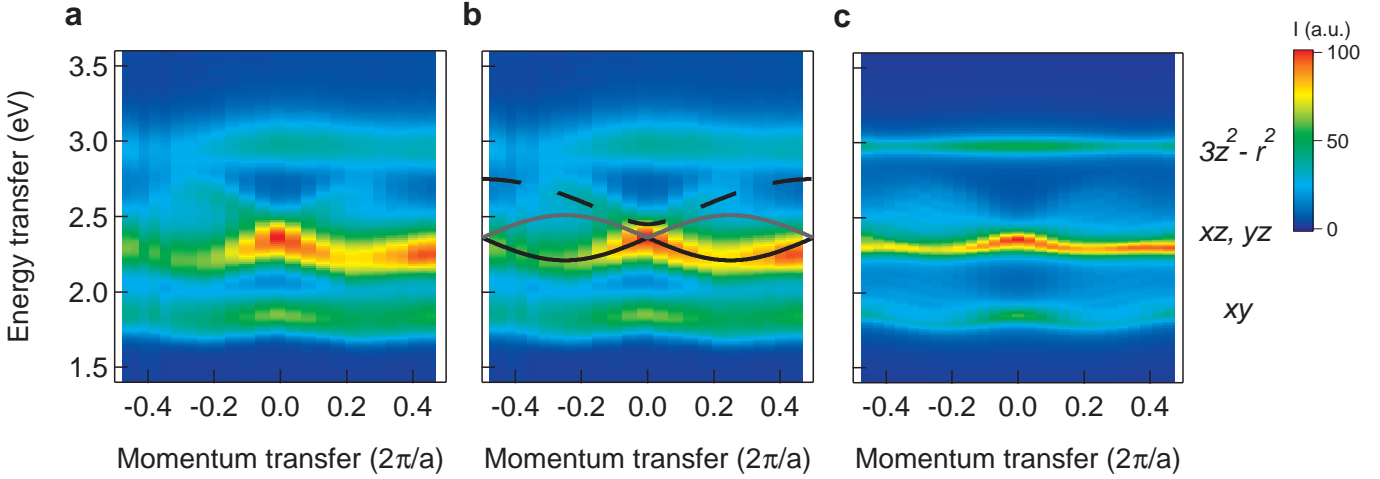 a
b
c
I (a.u.)
100
50
0
Energy transfer (eV)
3.5
3.0
2.5
2.0
1.5
3z² - r²
xz, yz
xy
-0.4 -0.2 0.0 0.2 0.4
-0.4 -0.2 0.0 0.2 0.4
-0.4 -0.2 0.0 0.2 0.4
Momentum transfer (2π/a)
Momentum transfer (2π/a)
Momentum transfer (2π/a)